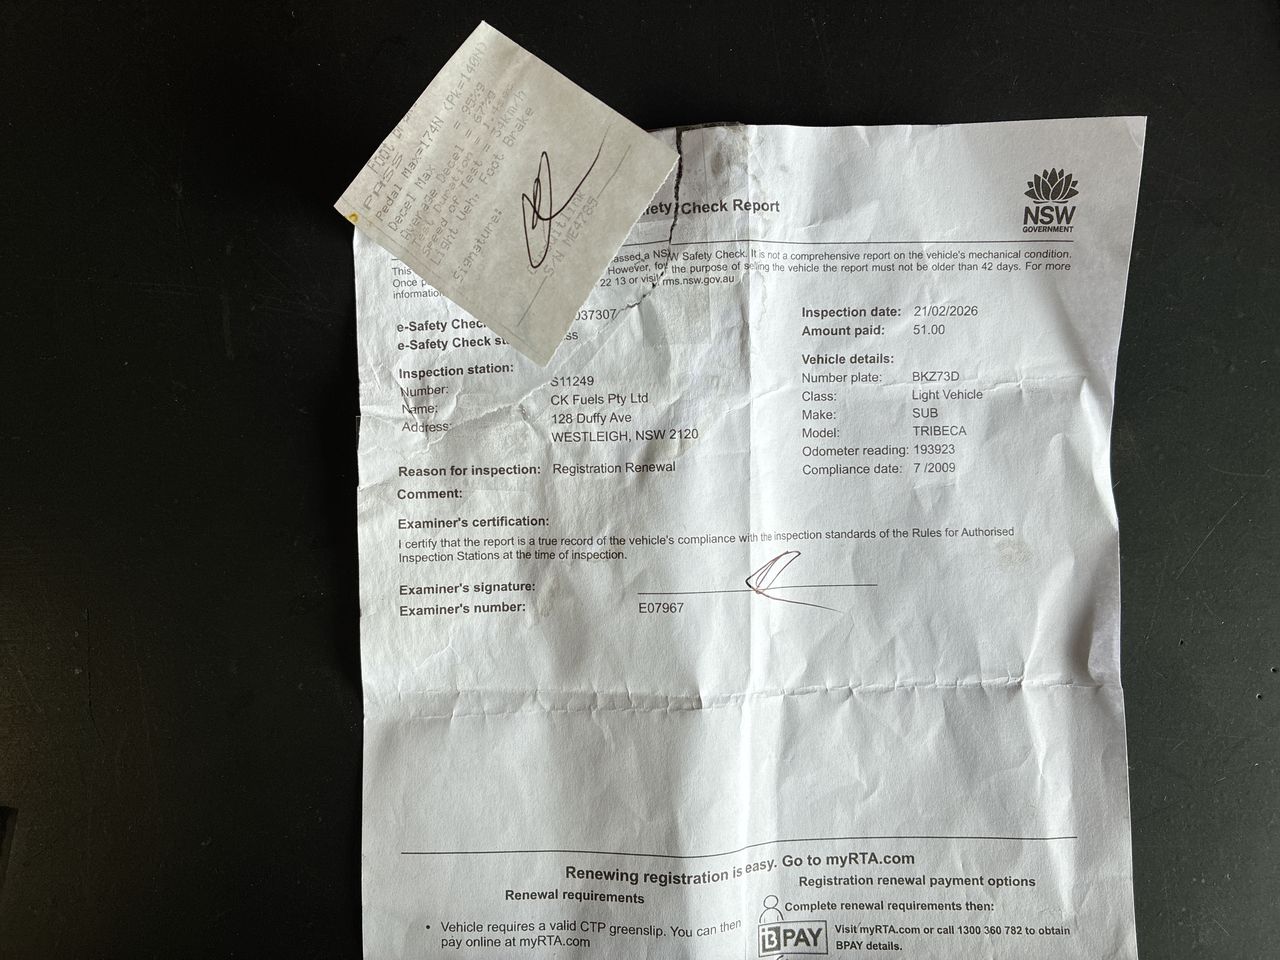 FOOT
PASS
Pedal Max=174N (Pk=140N)
Decel Max = 95%g
Average Decel = 67%g
Test Duration =
Speed of Test = 34km/h
Light Veh, Foot Brake
Signature:
S/N ME4789
Check Report
NSW
GOVERNMENT
This assed a NSW Safety Check. It is not a comprehensive report on the vehicle's mechanical condition.
Once p However, for the purpose of selling the vehicle the report must not be older than 42 days. For more
information 22 13 or visit rms.nsw.gov.au
e-Safety Chec 037307
e-Safety Check st ss
Inspection station:
Number: S11249
Name: CK Fuels Pty Ltd
Address: 128 Duffy Ave
WESTLEIGH, NSW 2120
Inspection date: 21/02/2026
Amount paid: 51.00
Vehicle details:
Number plate: BKZ73D
Class: Light Vehicle
Make: SUB
Model: TRIBECA
Odometer reading: 193923
Compliance date: 7 /2009
Reason for inspection: Registration Renewal
Comment:
Examiner's certification:
I certify that the report is a true record of the vehicle's compliance with the inspection standards of the Rules for Authorised
Inspection Stations at the time of inspection.
Examiner's signature:
Examiner's number: E07967
Renewing registration is easy. Go to myRTA.com
Renewal requirements
• Vehicle requires a valid CTP greenslip. You can then
pay online at myRTA.com
Registration renewal payment options
Complete renewal requirements then:
BPAY
Visit myRTA.com or call 1300 360 782 to obtain
BPAY details.